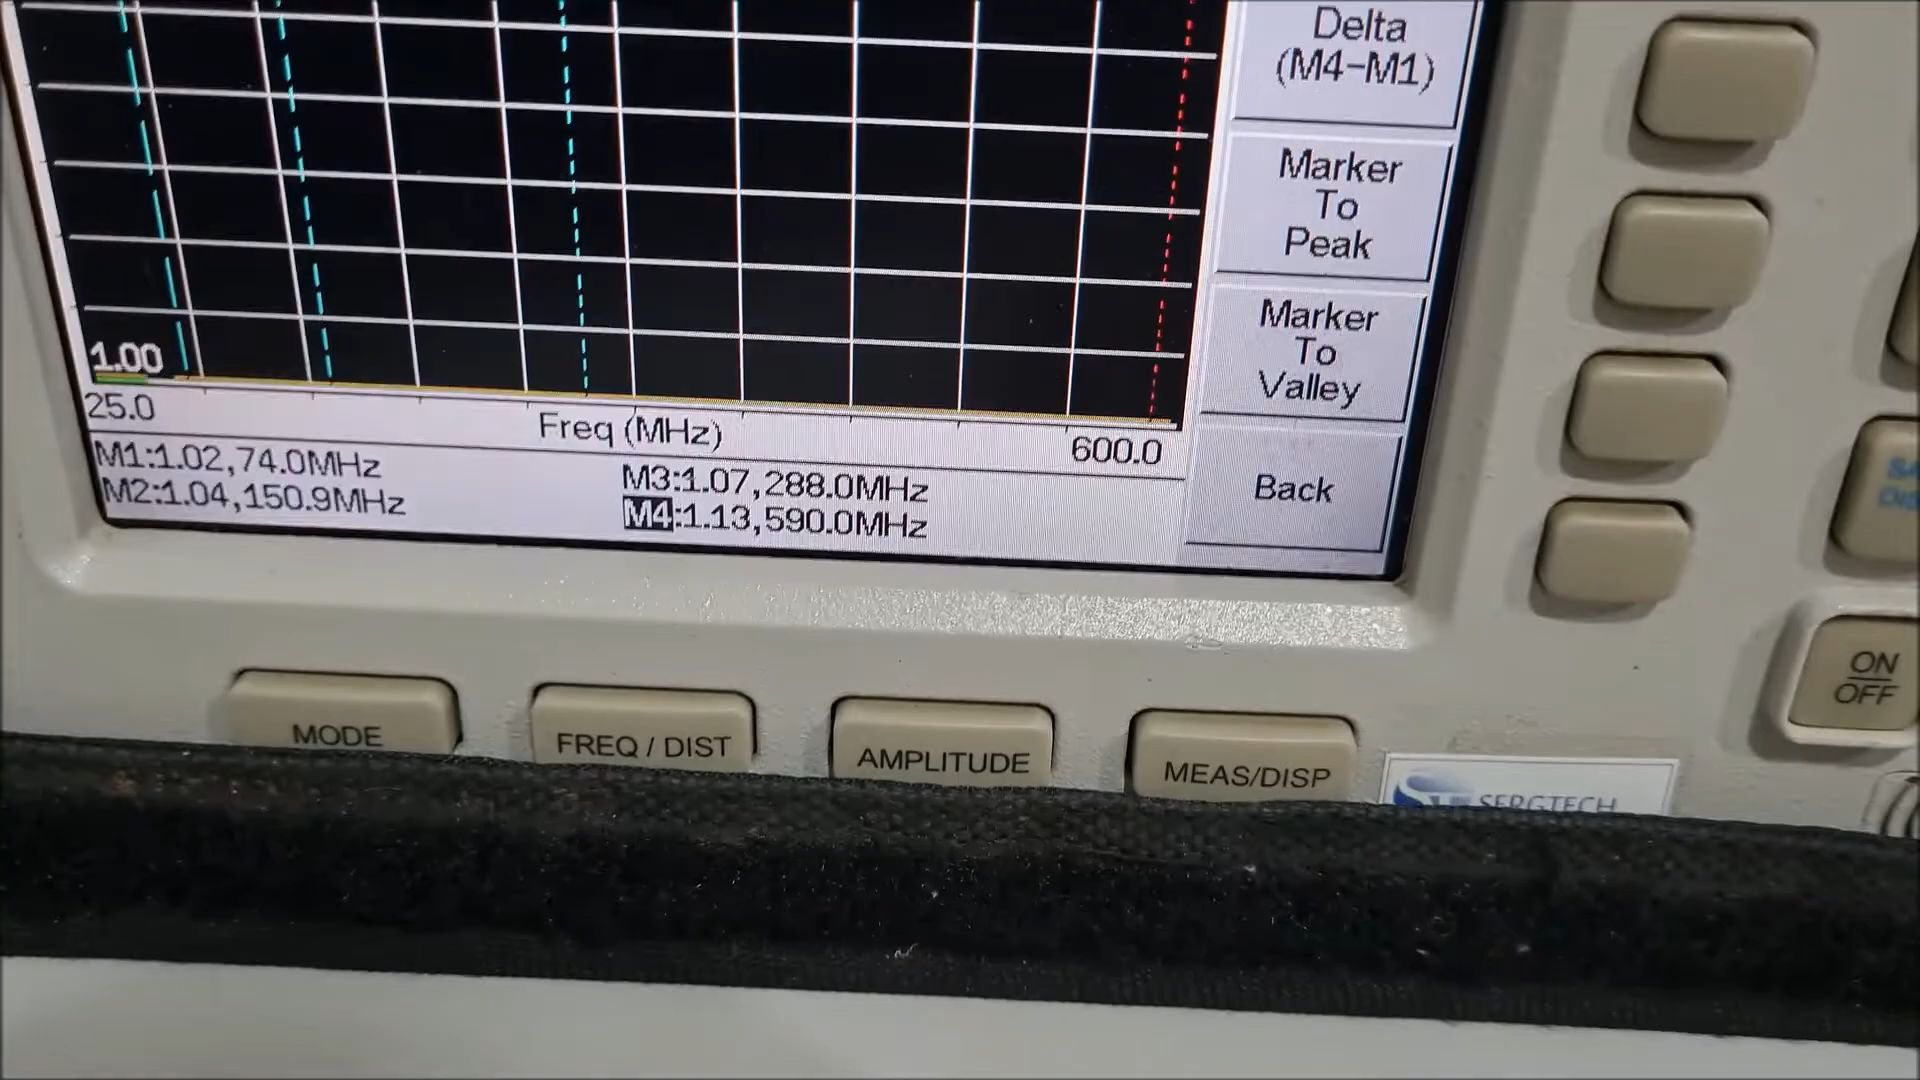 Delta
(M4-M1)
Marker
To
Peak
Marker
To
Valley
Back
1.00
25.0
Freq (MHz)
600.0
M1:1.02,74.0MHz
M2:1.04,150.9MHz
M3:1.07,288.0MHz
M4:1.13,590.0MHz
MODE
FREQ / DIST
AMPLITUDE
MEAS/DISP
ON
OFF
SERGTECH